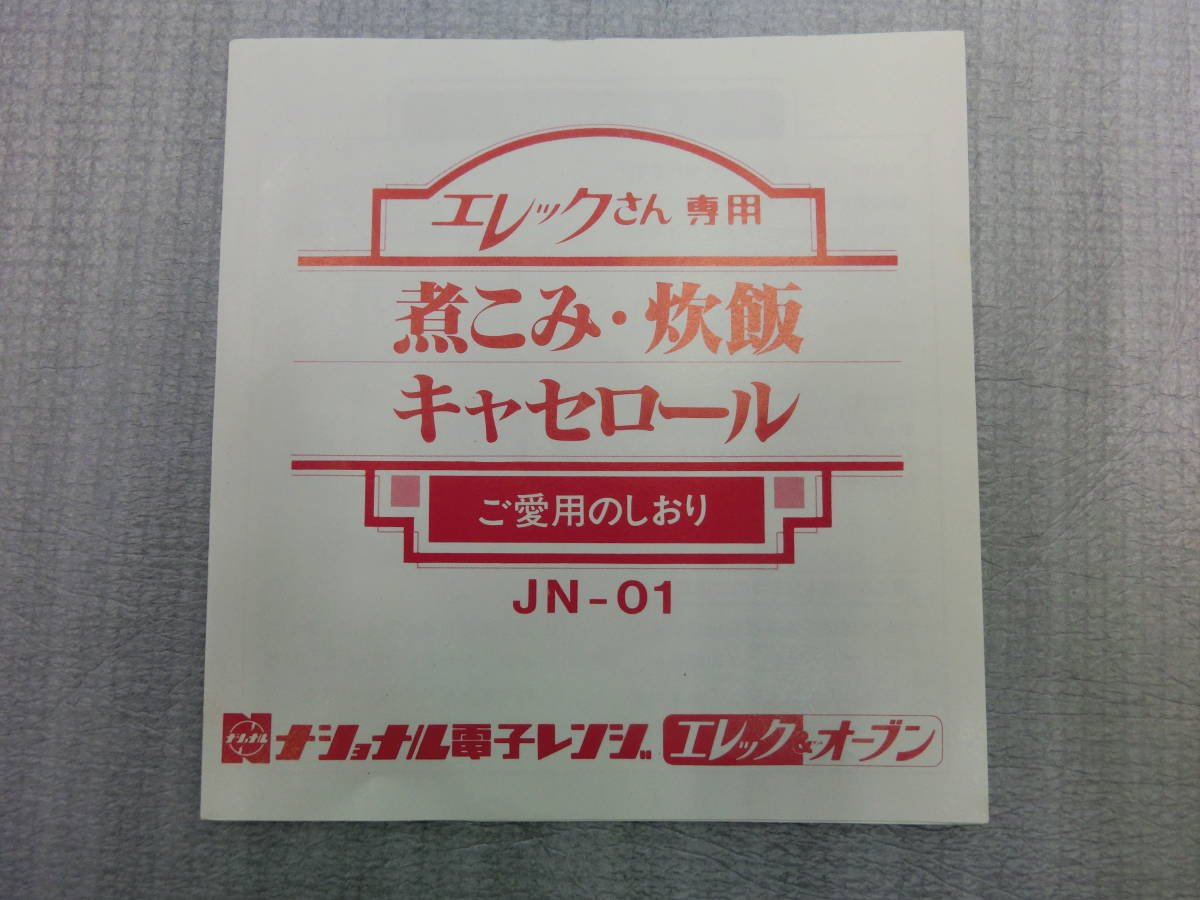 エレックさん 専用
煮こみ・炊飯
キャセロール
ご愛用のしおり
JN-01
ナショナル ナショナル電子レンジ エレック&オーブン